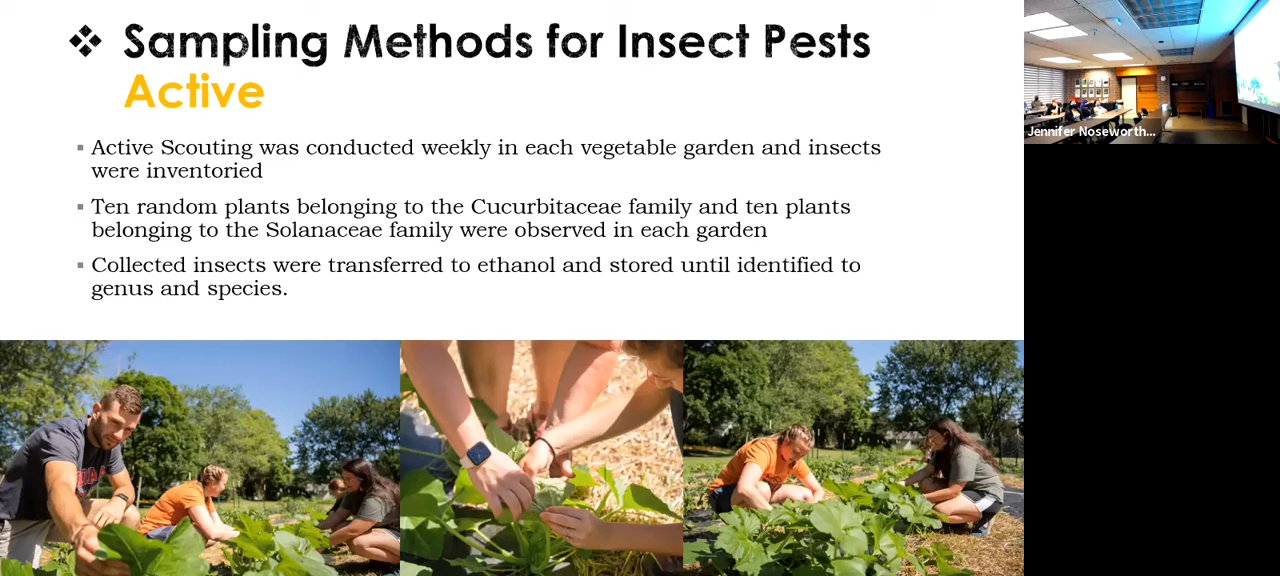 ❖ Sampling Methods for Insect Pests
Active
▪ Active Scouting was conducted weekly in each vegetable garden and insects
were inventoried
▪ Ten random plants belonging to the Cucurbitaceae family and ten plants
belonging to the Solanaceae family were observed in each garden
▪ Collected insects were transferred to ethanol and stored until identified to
genus and species.
Jennifer Noseworth...